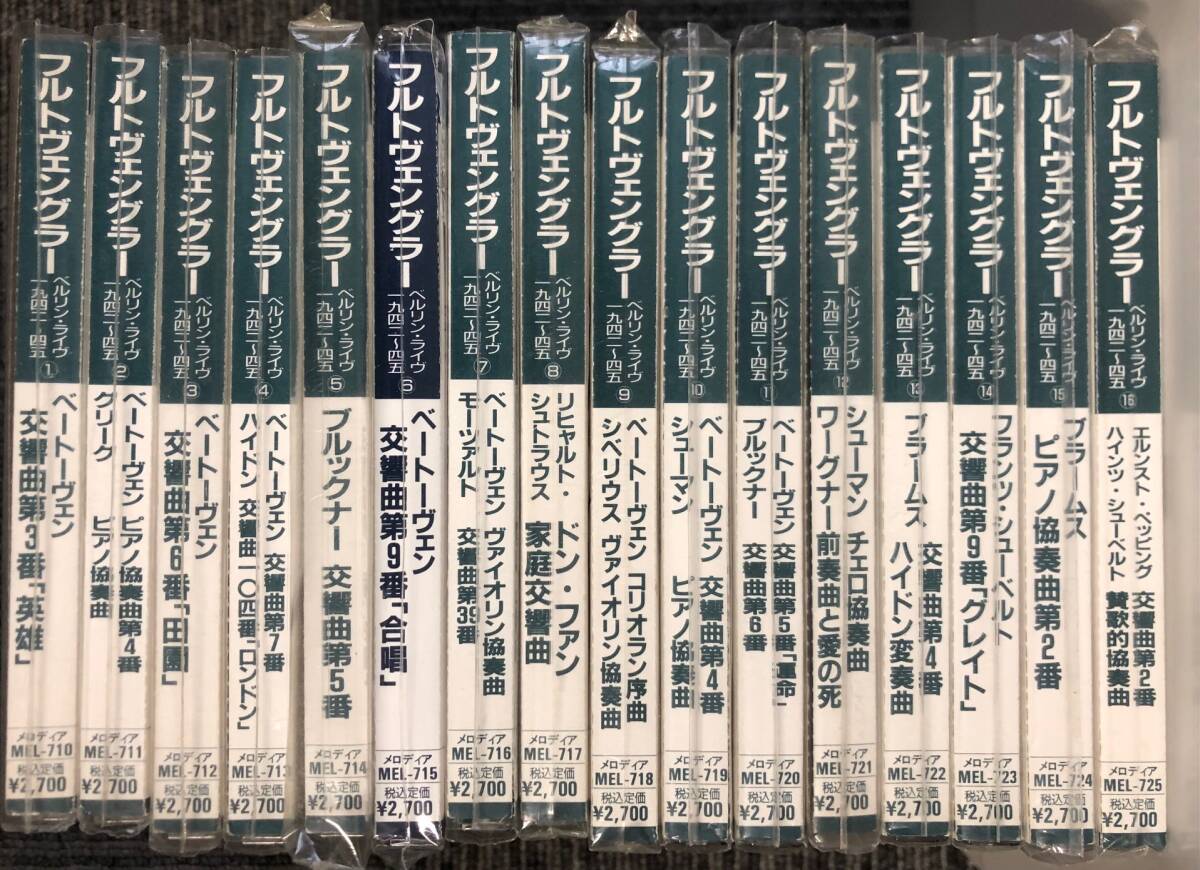 フルトヴェングラー
ベルリン・ライヴ
一九四二~四五
①
ベートーヴェン
交響曲第3番「英雄」
メロディア
MEL-710
税込定価
¥2,700
フルトヴェングラー
ベルリン・ライヴ
一九四二~四五
②
ベートーヴェン ピアノ協奏曲第4番
グリーク ピアノ協奏曲
メロディア
MEL-711
税込定価
¥2,700
フルトヴェングラー
ベルリン・ライヴ
一九四二~四五
③
ベートーヴェン
交響曲第6番「田園」
メロディア
MEL-712
税込定価
¥2,700
フルトヴェングラー
ベルリン・ライヴ
一九四二~四五
④
ベートーヴェン 交響曲第7番
ハイドン 交響曲一〇四番「ロンドン」
メロディア
MEL-713
税込定価
¥2,700
フルトヴェングラー
ベルリン・ライヴ
一九四二~四五
⑤
ブルックナー 交響曲第5番
メロディア
MEL-714
税込定価
¥2,700
フルトヴェングラー
ベルリン・ライヴ
一九四二~四五
⑥
ベートーヴェン
交響曲第9番「合唱」
メロディア
MEL-715
税込定価
¥2,700
フルトヴェングラー
ベルリン・ライヴ
一九四二~四五
⑦
ベートーヴェン ヴァイオリン協奏曲
モーツァルト 交響曲第39番
メロディア
MEL-716
税込定価
¥2,700
フルトヴェングラー
ベルリン・ライヴ
一九四二~四五
⑧
リヒャルト・シュトラウス
ドン・ファン
家庭交響曲
メロディア
MEL-717
税込定価
¥2,700
フルトヴェングラー
ベルリン・ライヴ
一九四二~四五
⑨
ベートーヴェン コリオラン序曲
シベリウス ヴァイオリン協奏曲
メロディア
MEL-718
税込定価
¥2,700
フルトヴェングラー
ベルリン・ライヴ
一九四二~四五
⑩
ベートーヴェン 交響曲第4番
シューマン ピアノ協奏曲
メロディア
MEL-719
税込定価
¥2,700
フルトヴェングラー
ベルリン・ライヴ
一九四二~四五
ベートーヴェン 交響曲第5番「運命」
ブルックナー 交響曲第6番
メロディア
MEL-720
税込定価
¥2,700
フルトヴェングラー
ベルリン・ライヴ
一九四二~四五
⑫
シューマン チェロ協奏曲
ワーグナー 前奏曲と愛の死
メロディア
MEL-721
税込定価
¥2,700
フルトヴェングラー
ベルリン・ライヴ
一九四二~四五
⑬
ブラームス 交響曲第4番
ハイドン変奏曲
メロディア
MEL-722
税込定価
¥2,700
フルトヴェングラー
ベルリン・ライヴ
一九四二~四五
⑭
フランツ・シューベルト
交響曲第9番「グレイト」
メロディア
MEL-723
税込定価
¥2,700
フルトヴェングラー
ベルリン・ライヴ
一九四二~四五
⑮
ブラームス
ピアノ協奏曲第2番
メロディア
MEL-724
税込定価
¥2,700
フルトヴェングラー
ベルリン・ライヴ
一九四二~四五
⑯
エルンスト・ペッピング 交響曲第2番
ハインツ・シューベルト 賛歌的協奏曲
メロディア
MEL-725
税込定価
¥2,700